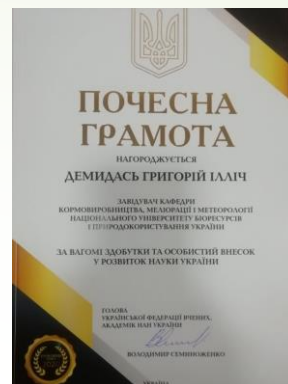 ПОЧЕСНА
ГРАМОТА
НАГОРОДЖУЄТЬСЯ
ДЕМИДАСЬ ГРИГОРІЙ ІЛЛІЧ
ЗАВІДУВАЧ КАФЕДРИ
КОРМОВИРОБНИЦТВА, МЕЛІОРАЦІЇ І МЕТЕОРОЛОГІЇ
НАЦІОНАЛЬНОГО УНІВЕРСИТЕТУ БІОРЕСУРСІВ
І ПРИРОДОКОРИСТУВАННЯ УКРАЇНИ
ЗА ВАГОМІ ЗДОБУТКИ ТА ОСОБИСТИЙ ВНЕСОК
У РОЗВИТОК НАУКИ УКРАЇНИ
ГОЛОВА
УКРАЇНСЬКОЇ ФЕДЕРАЦІЇ ВЧЕНИХ,
АКАДЕМІК НАН УКРАЇНИ
ВОЛОДИМИР СЕМИНОЖЕНКО
УКРАЇНА